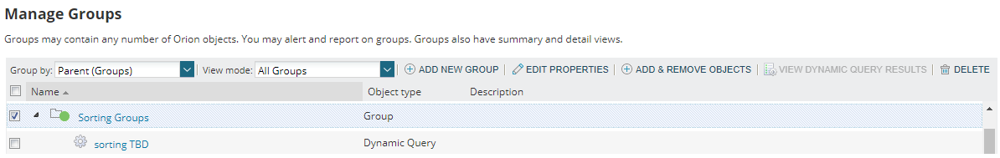 Manage Groups
Groups may contain any number of Orion objects. You may alert and report on groups. Groups also have summary and detail views.
Group by: Parent (Groups) View mode: All Groups ADD NEW GROUP EDIT PROPERTIES ADD & REMOVE OBJECTS VIEW DYNAMIC QUERY RESULTS DELETE
Name Object type Description
Sorting Groups Group
sorting TBD Dynamic Query